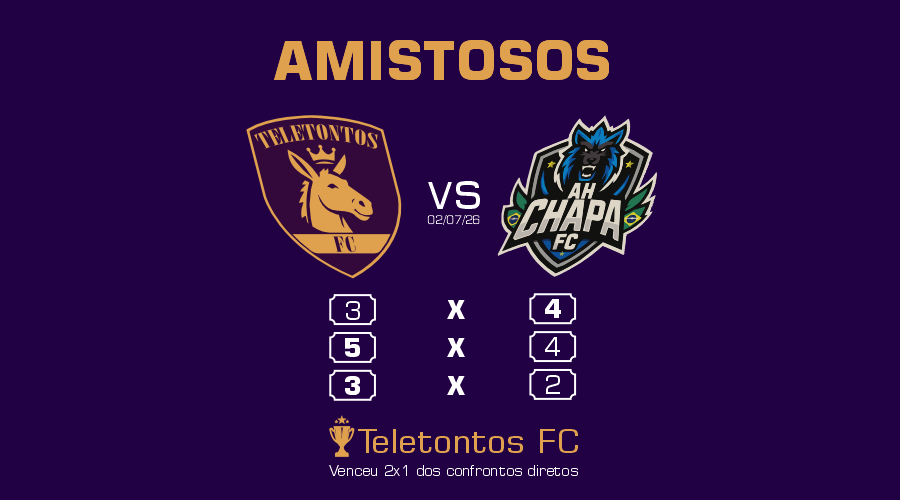 AMISTOSOS
TELETONTOS
FC
VS
02/07/26
AH
CHAPA
FC
3 X 4
5 X 4
3 X 2
Teletontos FC
Venceu 2x1 dos confrontos diretos